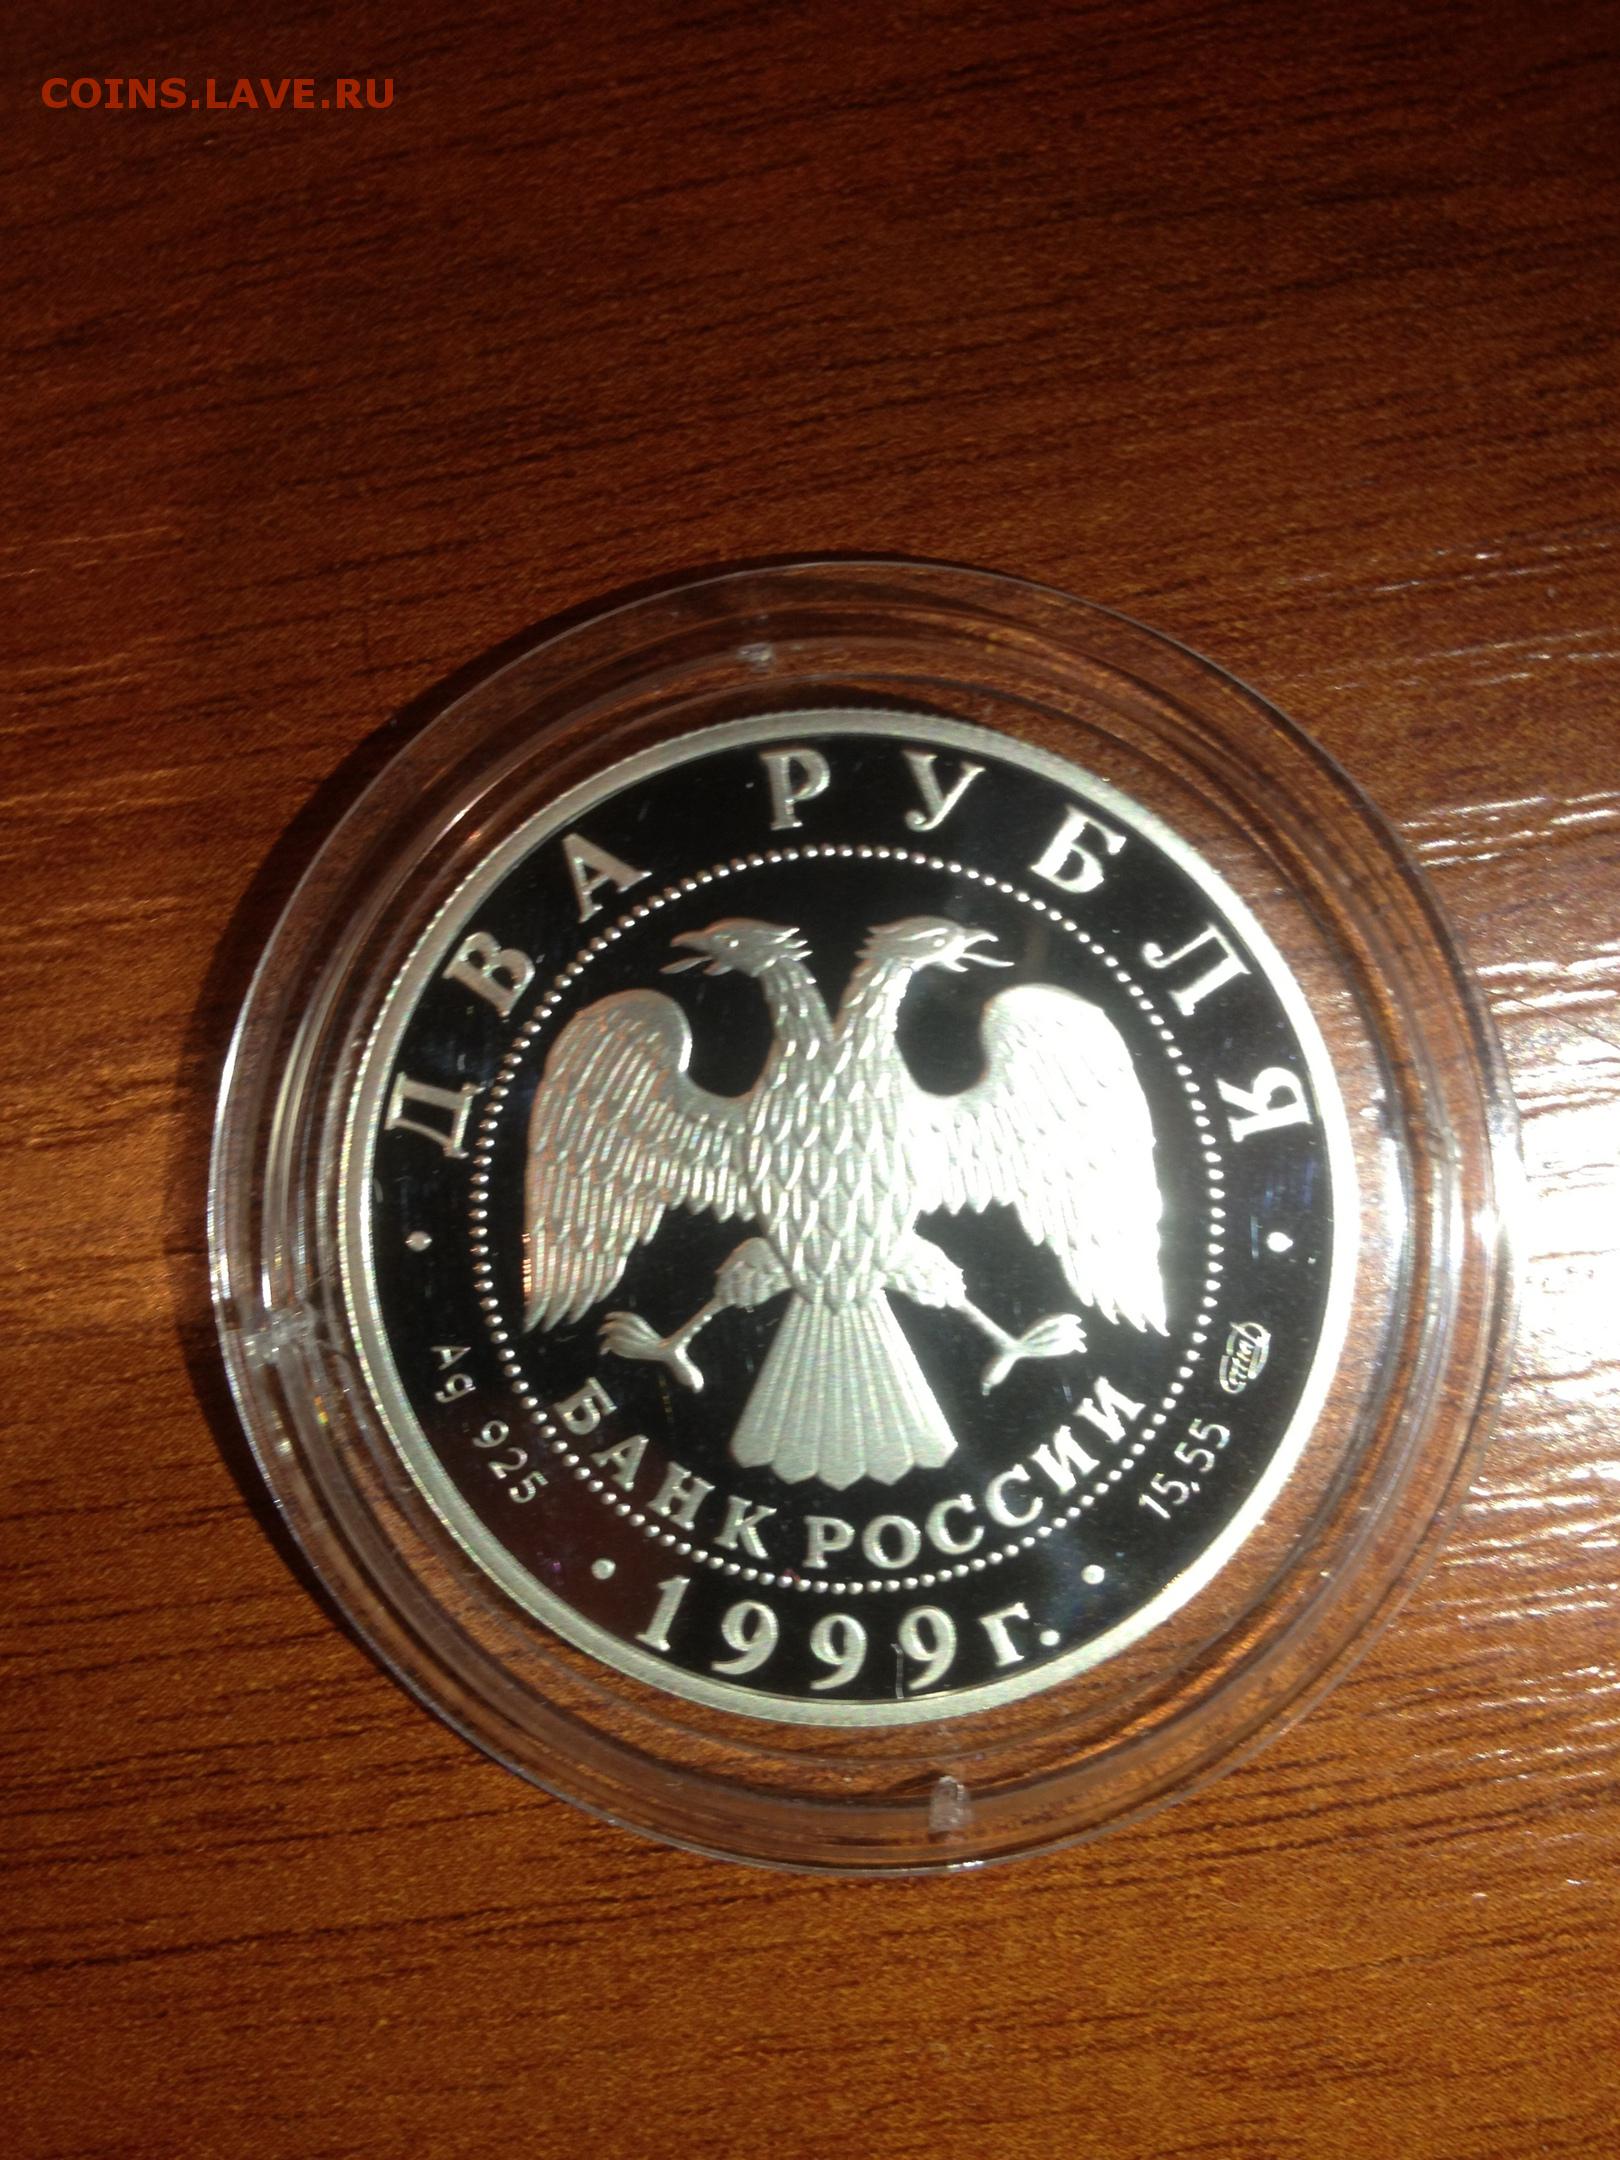 COINS.LAVE.RU
ДВА РУБЛЯ
БАНК РОССИИ
Ag 925
15,55
1999г.